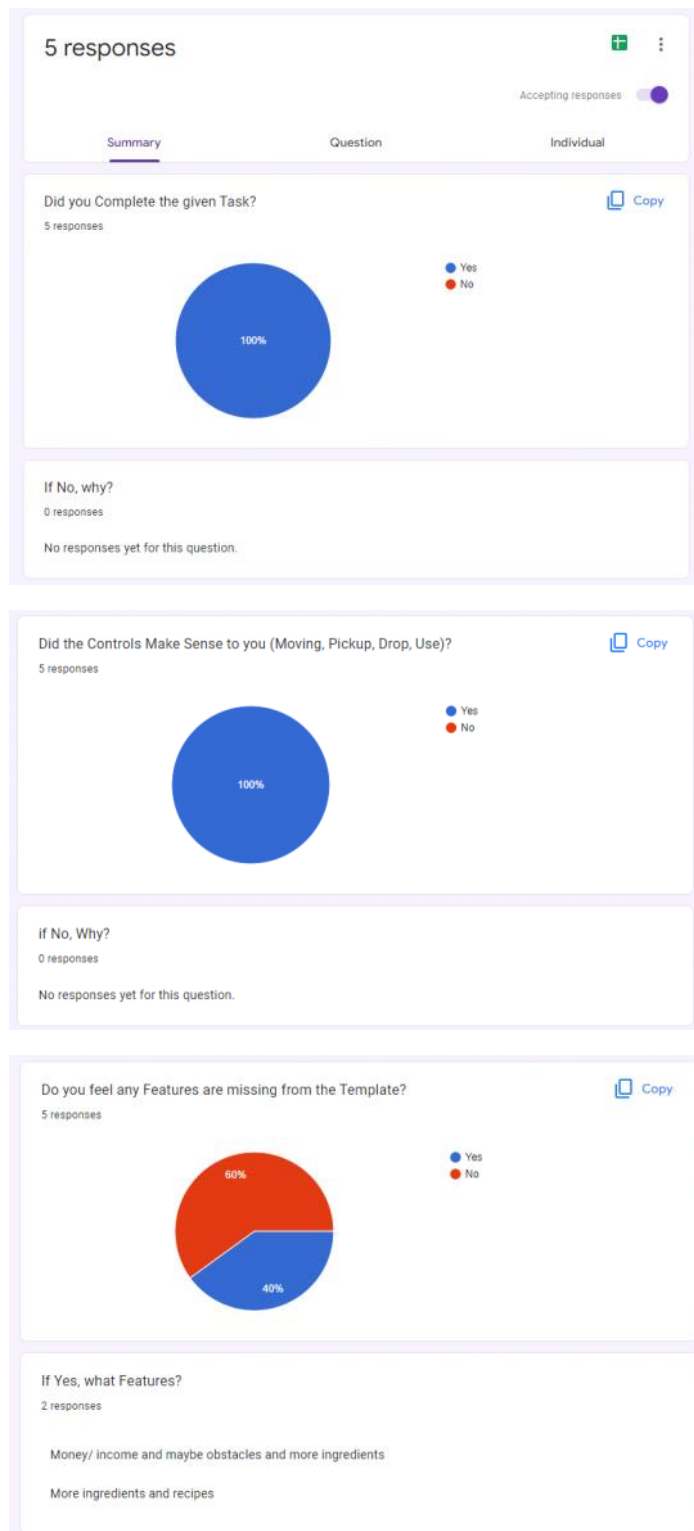 5 responses
Accepting responses
Summary
Question
Individual
Did you Complete the given Task?
Copy
5 responses
Yes
No
100%
If No, why?
0 responses
No responses yet for this question.
Did the Controls Make Sense to you (Moving, Pickup, Drop, Use)?
Copy
5 responses
Yes
No
100%
if No, Why?
0 responses
No responses yet for this question.
Do you feel any Features are missing from the Template?
Copy
5 responses
Yes
No
60%
40%
If Yes, what Features?
2 responses
Money/ income and maybe obstacles and more ingredients
More ingredients and recipes